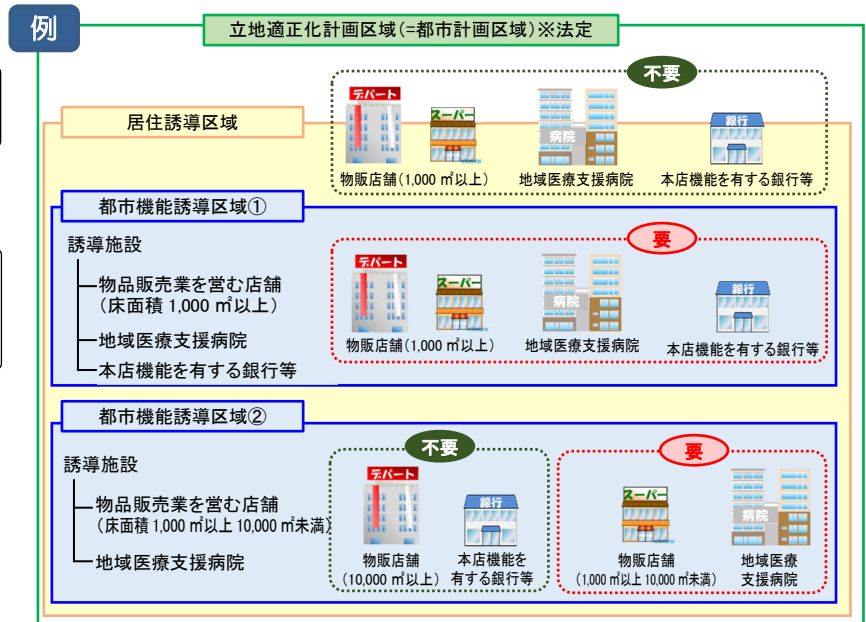 例
立地適正化計画区域(=都市計画区域)※法定
不要
居住誘導区域
デパート
スーパー
病院
銀行
物販店舗(1,000 ㎡以上)
地域医療支援病院
本店機能を有する銀行等
都市機能誘導区域①
要
誘導施設
物品販売業を営む店舗
(床面積 1,000 ㎡以上)
地域医療支援病院
本店機能を有する銀行等
デパート
スーパー
病院
銀行
物販店舗(1,000 ㎡以上)
地域医療支援病院
本店機能を有する銀行等
都市機能誘導区域②
誘導施設
物品販売業を営む店舗
(床面積 1,000 ㎡以上 10,000 ㎡未満)
地域医療支援病院
不要
デパート
銀行
物販店舗
(10,000 ㎡以上)
本店機能を
有する銀行等
要
スーパー
病院
物販店舗
(1,000 ㎡以上 10,000 ㎡未満)
地域医療
支援病院